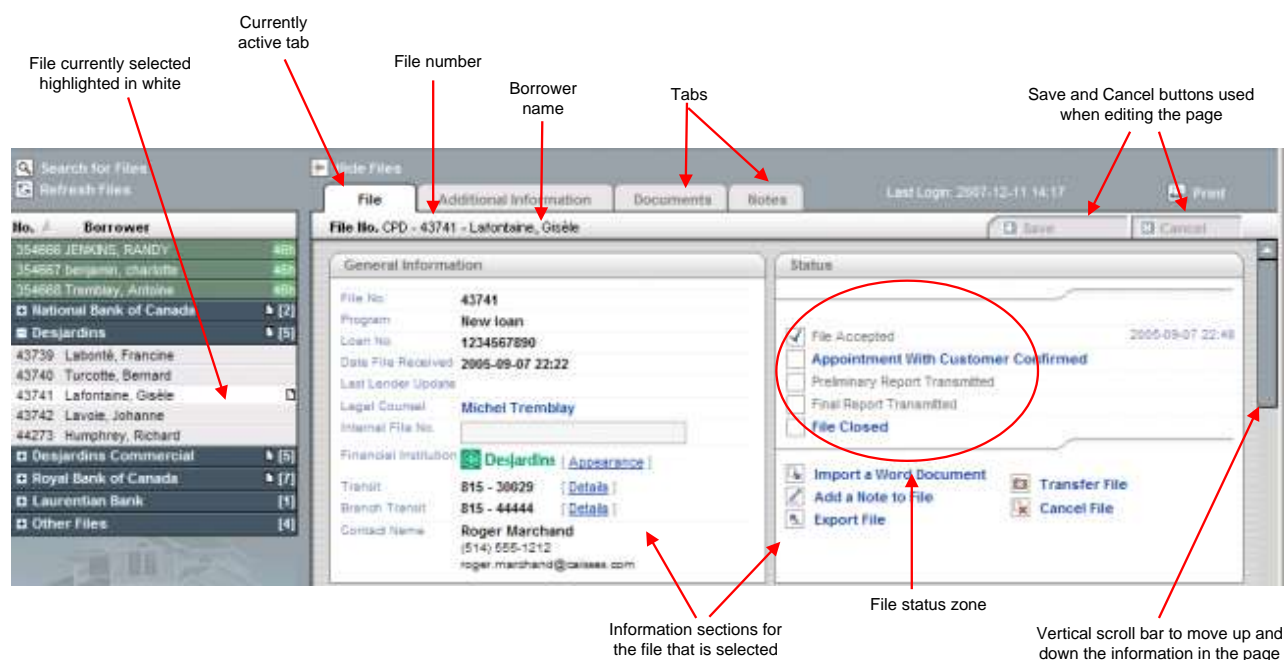 Currently
active tab
File currently selected
highlighted in white
File number
Borrower
name
Tabs
Save and Cancel buttons used
when editing the page
Search for Files
Refresh Files
Hide Files
File
Additional Information
Documents
Notes
Last Login: 2007-12-11 14:17
Print
No.
Borrower
File No. CPD - 43741 - Lafontaine, Gisèle
Save
Cancel
354666 JENKINS, RANDY 48h
354667 benjamin, charlotte 48h
354668 Tremblay, Antoine 48h
National Bank of Canada [2]
Desjardins [5]
43739 Labonté, Francine
43740 Turcotte, Bernard
43741 Lafontaine, Gisèle
43742 Lavoie, Johanne
44273 Humphrey, Richard
Desjardins Commercial [5]
Royal Bank of Canada [7]
Laurentian Bank [1]
Other Files [4]
General Information
File No. 43741
Program New loan
Loan No. 1234567890
Date File Received 2005-09-07 22:22
Last Lender Update
Legal Counsel Michel Tremblay
Internal File No.
Financial Institution Desjardins [ Appearance ]
Transit 815 - 30029 [ Details ]
Branch Transit 815 - 44444 [ Details ]
Contact Name Roger Marchand
(514) 555-1212
roger.marchand@caisses.com
Status
File Accepted 2005-09-07 22:48
Appointment With Customer Confirmed
Preliminary Report Transmitted
Final Report Transmitted
File Closed
Import a Word Document
Add a Note to File
Export File
Transfer File
Cancel File
File status zone
Information sections for
the file that is selected
Vertical scroll bar to move up and
down the information in the page